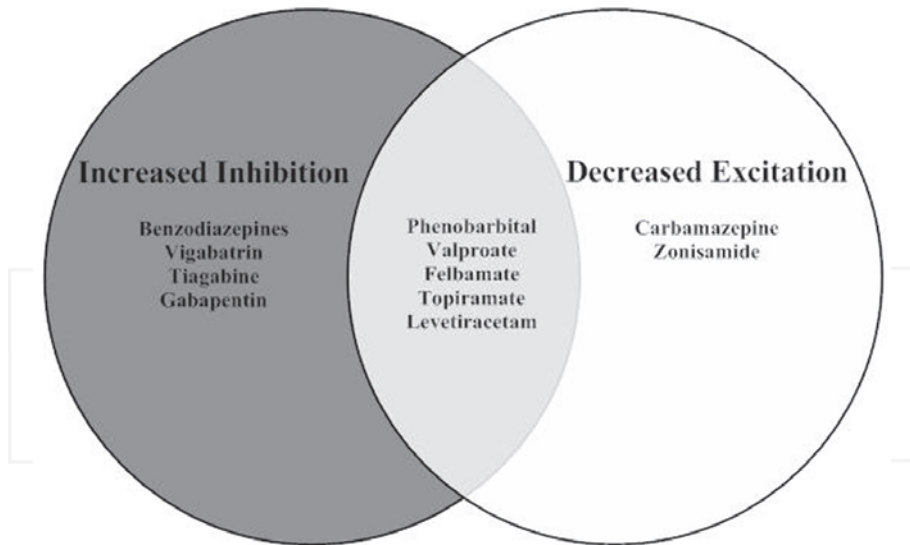 Increased Inhibition
Benzodiazepines
Vigabatrin
Tiagabine
Gabapentin
Phenobarbital
Valproate
Felbamate
Topiramate
Levetiracetam
Decreased Excitation
Carbamazepine
Zonisamide